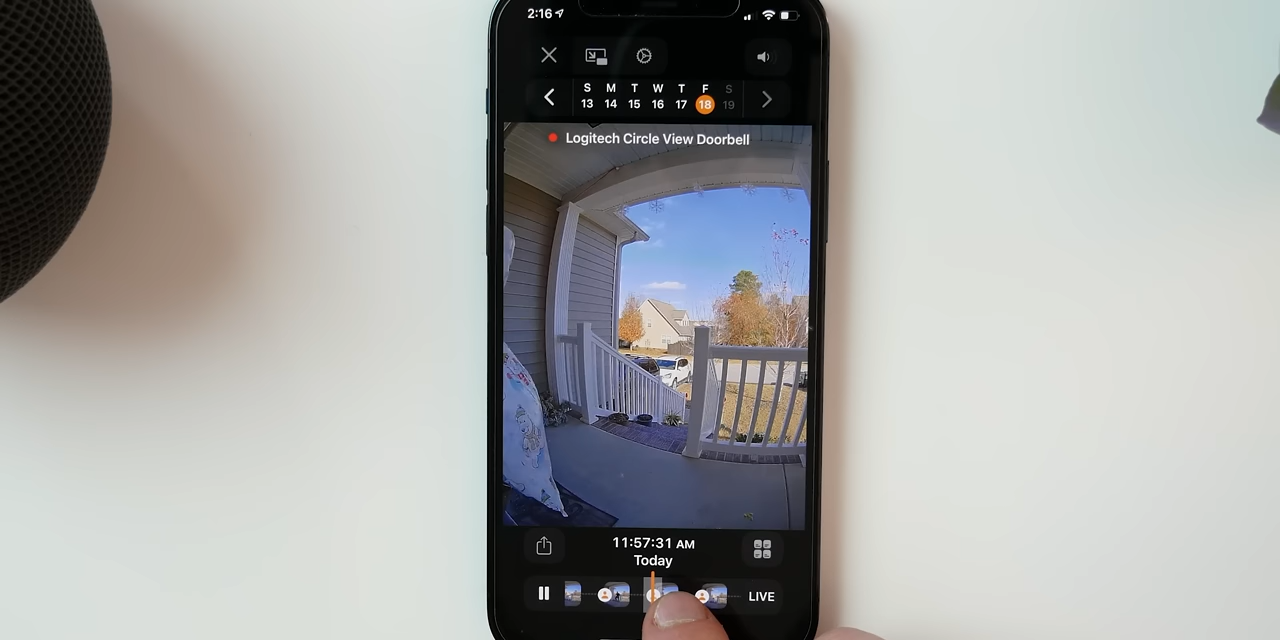 2:16
S M T W T F S
13 14 15 16 17 18 19
Logitech Circle View Doorbell
11:57:31 AM
Today
LIVE